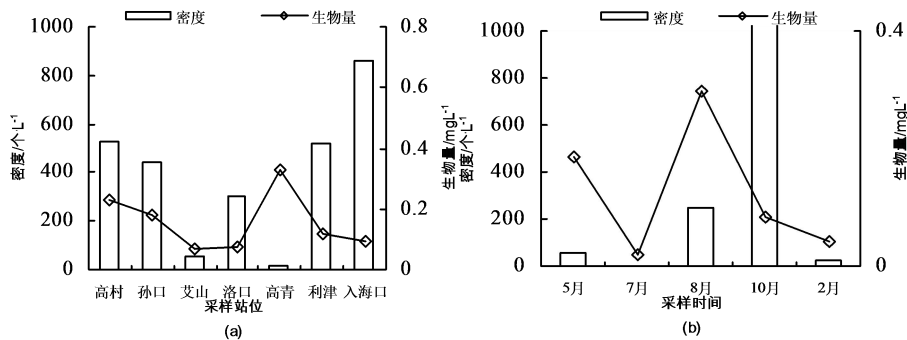 密度 生物量
1000
800
600
400
200
0
密度/个·L-1
0.8
0.6
0.4
0.2
0
生物量/mgL-1
高村 孙口 艾山 洛口 高青 利津 入海口
采样站位
(a)
密度 生物量
1000
800
600
400
200
0
密度/个·L-1
0.4
0
生物量/mgL-1
5月 7月 8月 10月 2月
采样时间
(b)